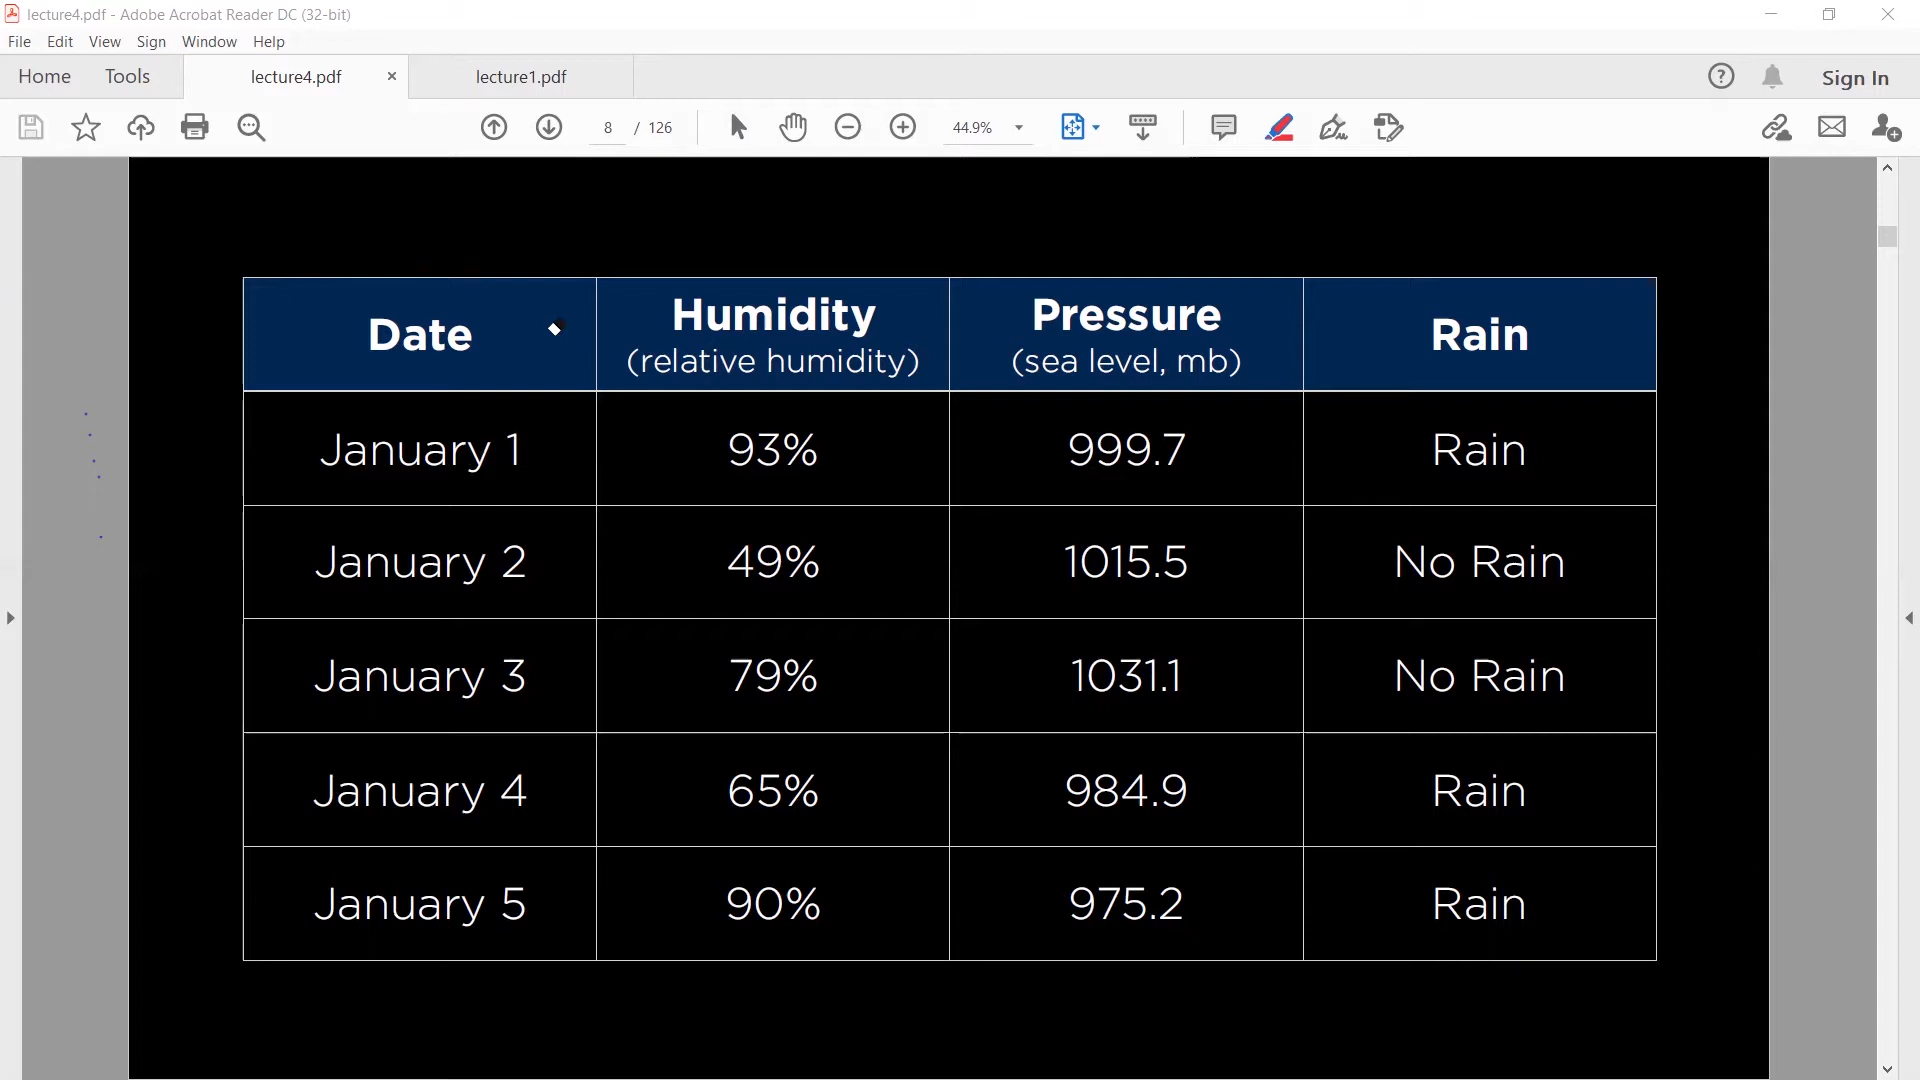 lecture4.pdf - Adobe Acrobat Reader DC (32-bit)
File Edit View Sign Window Help
Home Tools lecture4.pdf × lecture1.pdf Sign In
8 / 126 44.9%
Date Humidity (relative humidity) Pressure (sea level, mb) Rain
January 1 93% 999.7 Rain
January 2 49% 1015.5 No Rain
January 3 79% 1031.1 No Rain
January 4 65% 984.9 Rain
January 5 90% 975.2 Rain